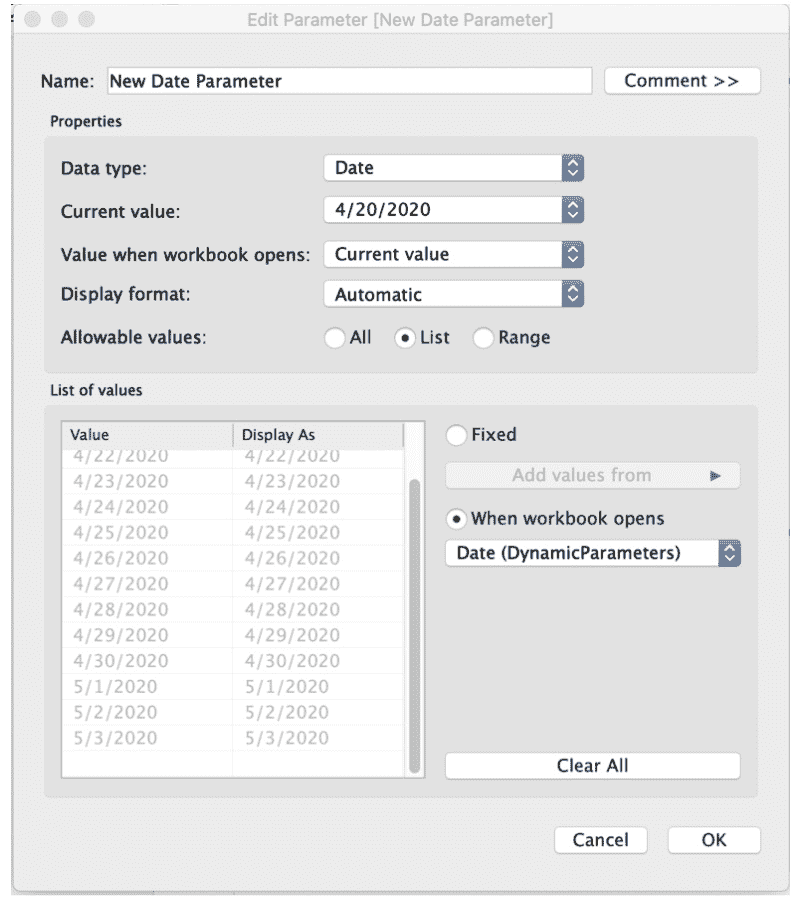 Edit Parameter [New Date Parameter]
Name: New Date Parameter Comment >>
Properties
Data type: Date
Current value: 4/20/2020
Value when workbook opens: Current value
Display format: Automatic
Allowable values: All List Range
List of values
Value Display As
4/22/2020 4/22/2020
4/23/2020 4/23/2020
4/24/2020 4/24/2020
4/25/2020 4/25/2020
4/26/2020 4/26/2020
4/27/2020 4/27/2020
4/28/2020 4/28/2020
4/29/2020 4/29/2020
4/30/2020 4/30/2020
5/1/2020 5/1/2020
5/2/2020 5/2/2020
5/3/2020 5/3/2020
Fixed
Add values from
When workbook opens
Date (DynamicParameters)
Clear All
Cancel OK